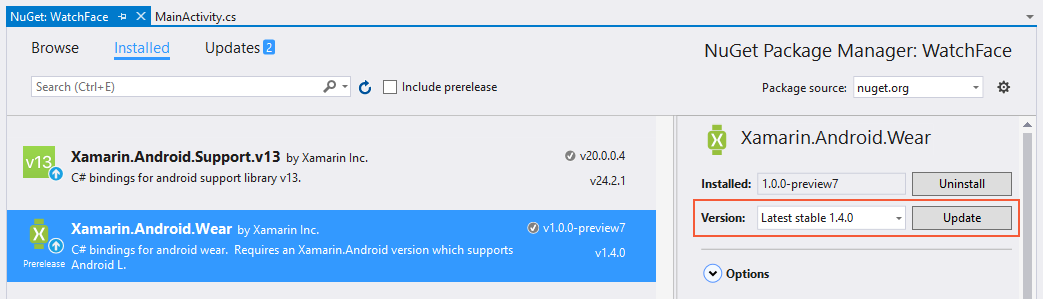 NuGet: WatchFace MainActivity.cs
Browse Installed Updates 2
NuGet Package Manager: WatchFace
Search (Ctrl+E) Include prerelease
Package source: nuget.org
v13 Xamarin.Android.Support.v13 by Xamarin Inc. v20.0.0.4
C# bindings for android support library v13. v24.2.1
Xamarin.Android.Wear by Xamarin Inc. v1.0.0-preview7
C# bindings for android wear. Requires an Xamarin.Android version which supports
Android L. v1.4.0
Prerelease
Xamarin.Android.Wear
Installed: 1.0.0-preview7 Uninstall
Version: Latest stable 1.4.0 Update
Options